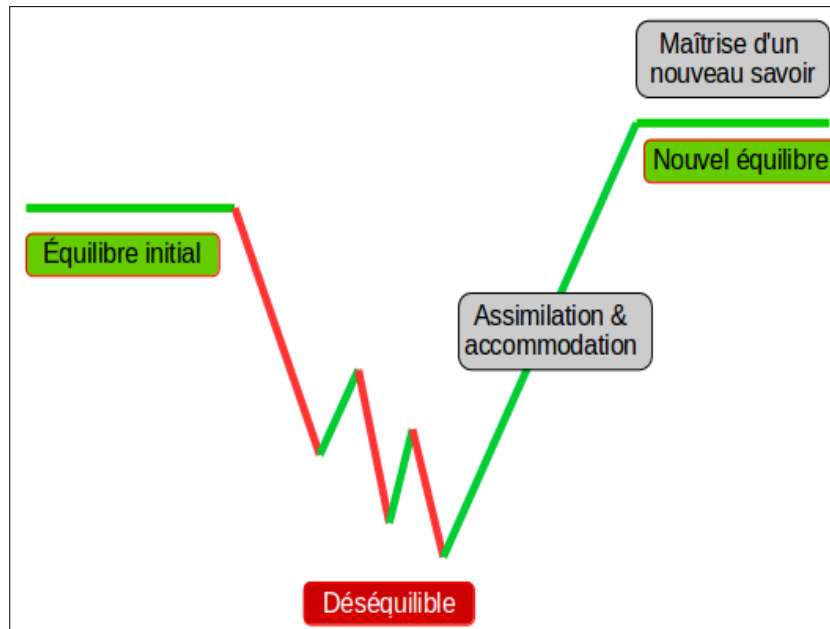 Maîtrise d'un
nouveau savoir
Nouvel équilibre
Équilibre initial
Assimilation &
accommodation
Déséquilible